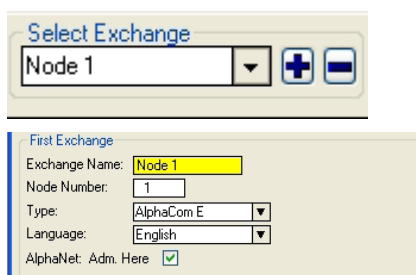 Select Exchange
Node 1
First Exchange
Exchange Name: Node 1
Node Number: 1
Type: AlphaCom E
Language: English
AlphaNet: Adm. Here